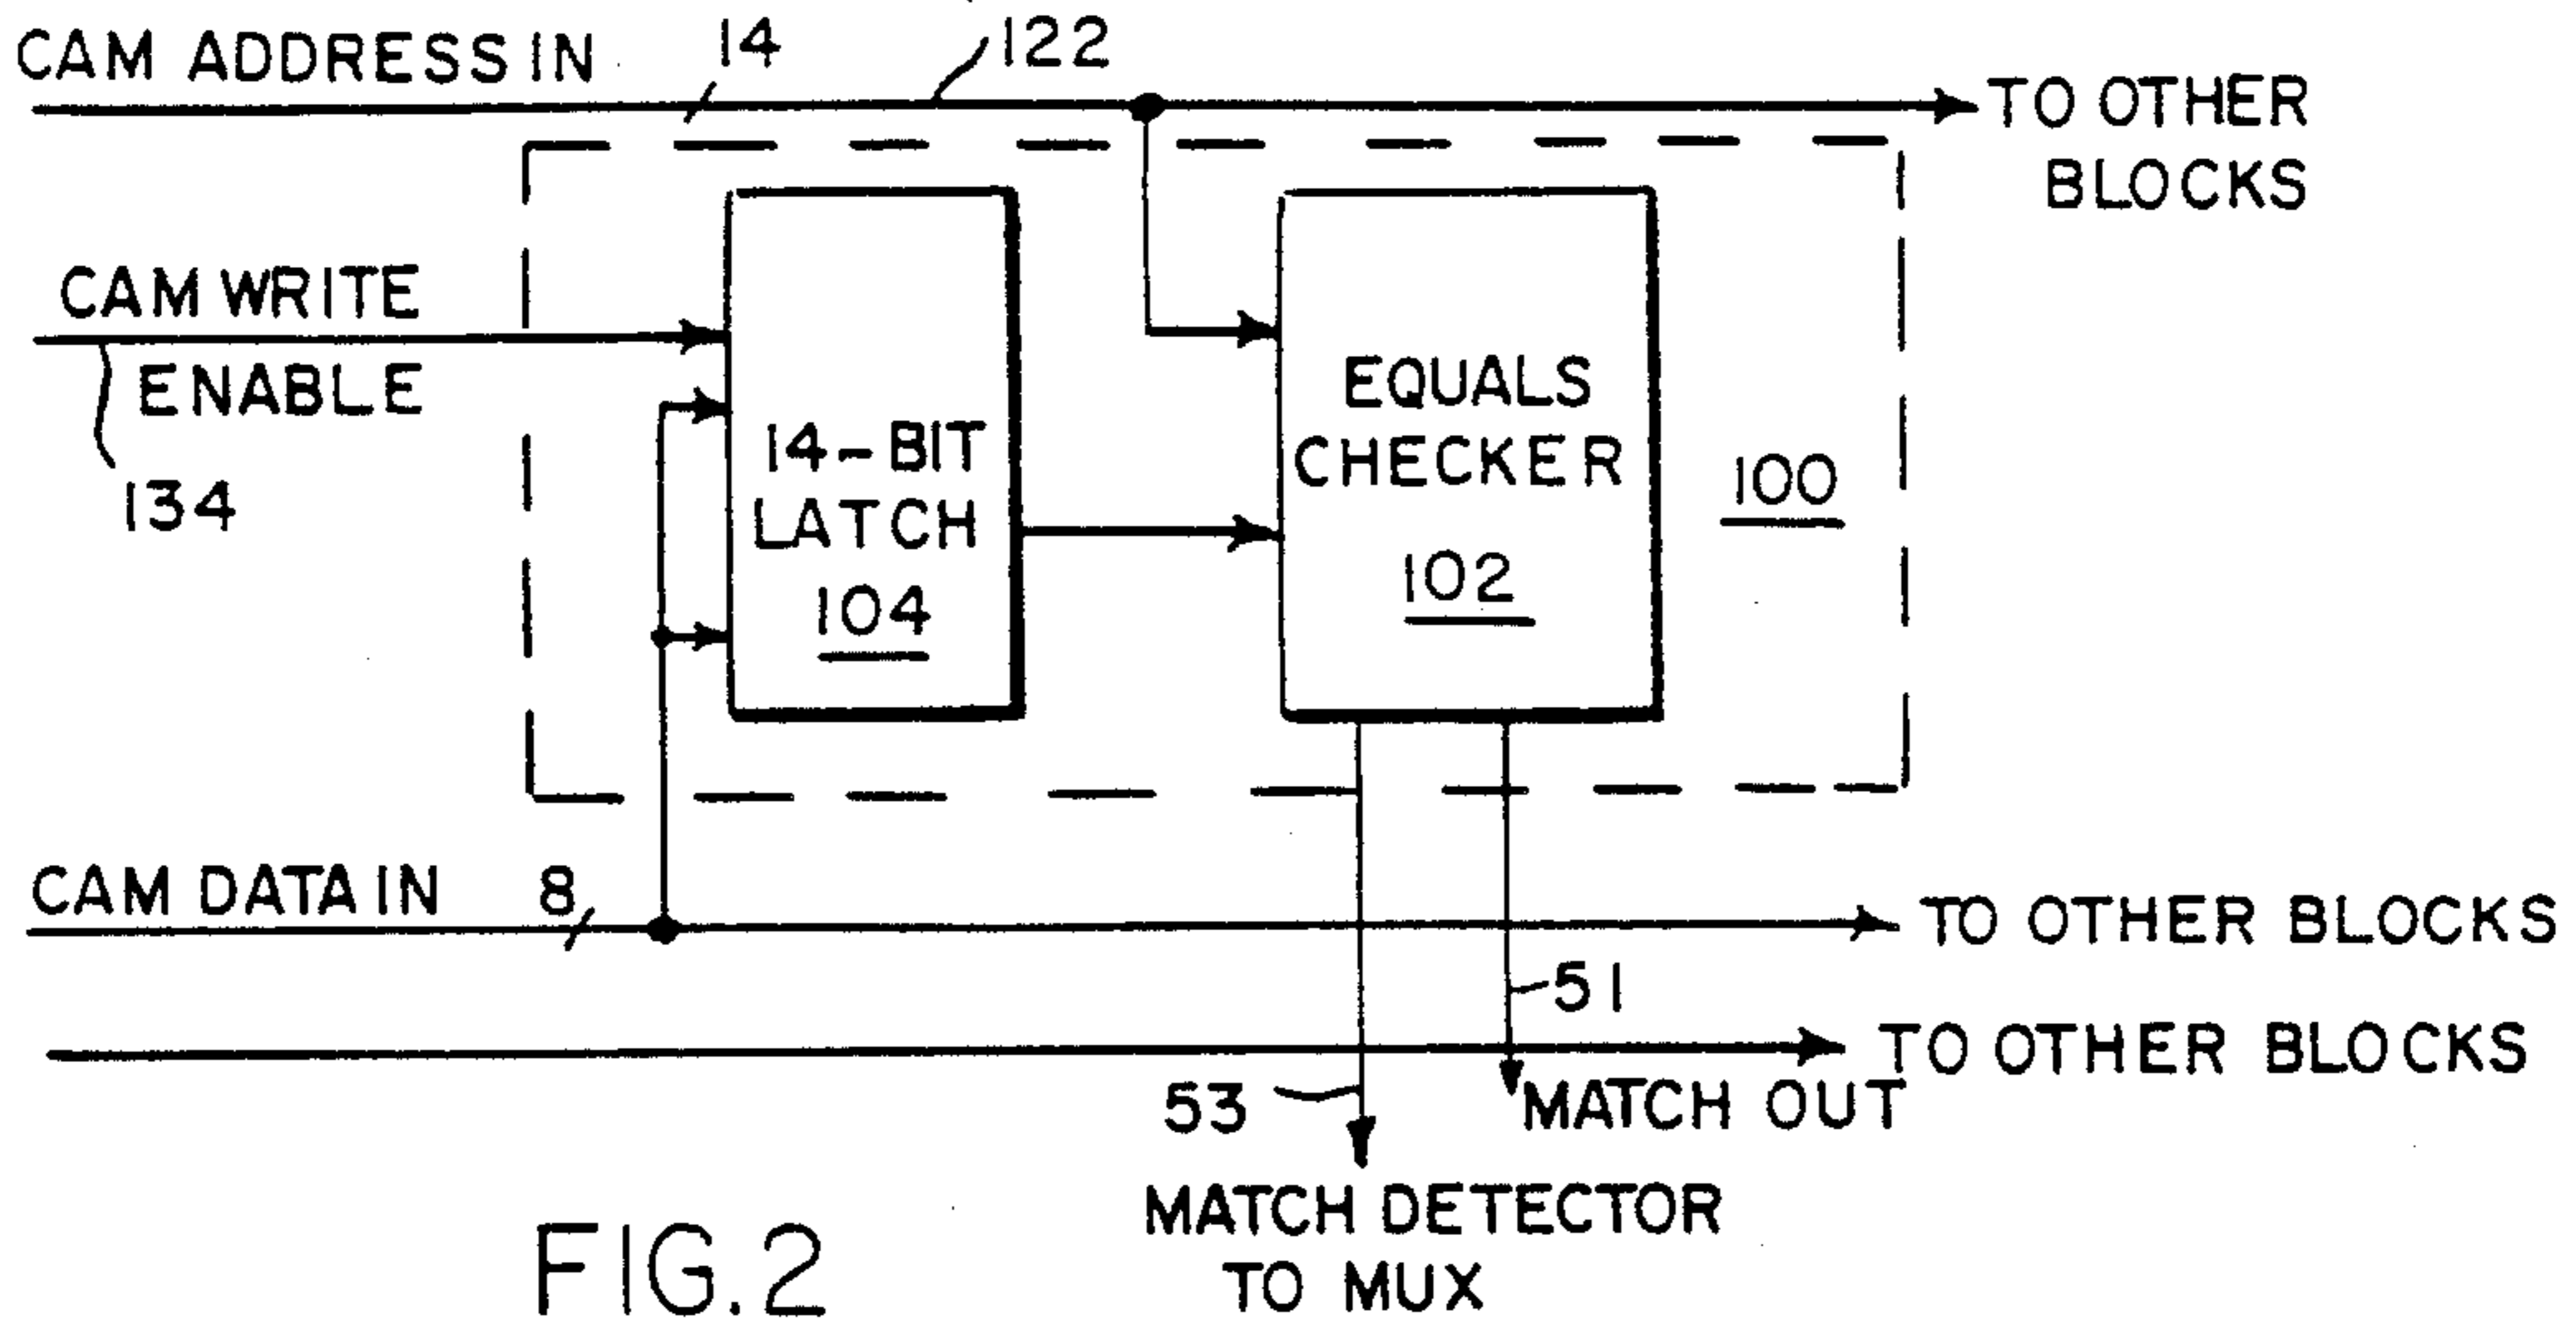 CAM ADDRESS IN
14
122
TO OTHER
BLOCKS
CAM WRITE
ENABLE
134
14-BIT
LATCH
104
EQUALS
CHECKER
102
100
CAM DATA IN
8
TO OTHER BLOCKS
51
TO OTHER BLOCKS
53
MATCH OUT
MATCH DETECTOR
TO MUX
FIG.2